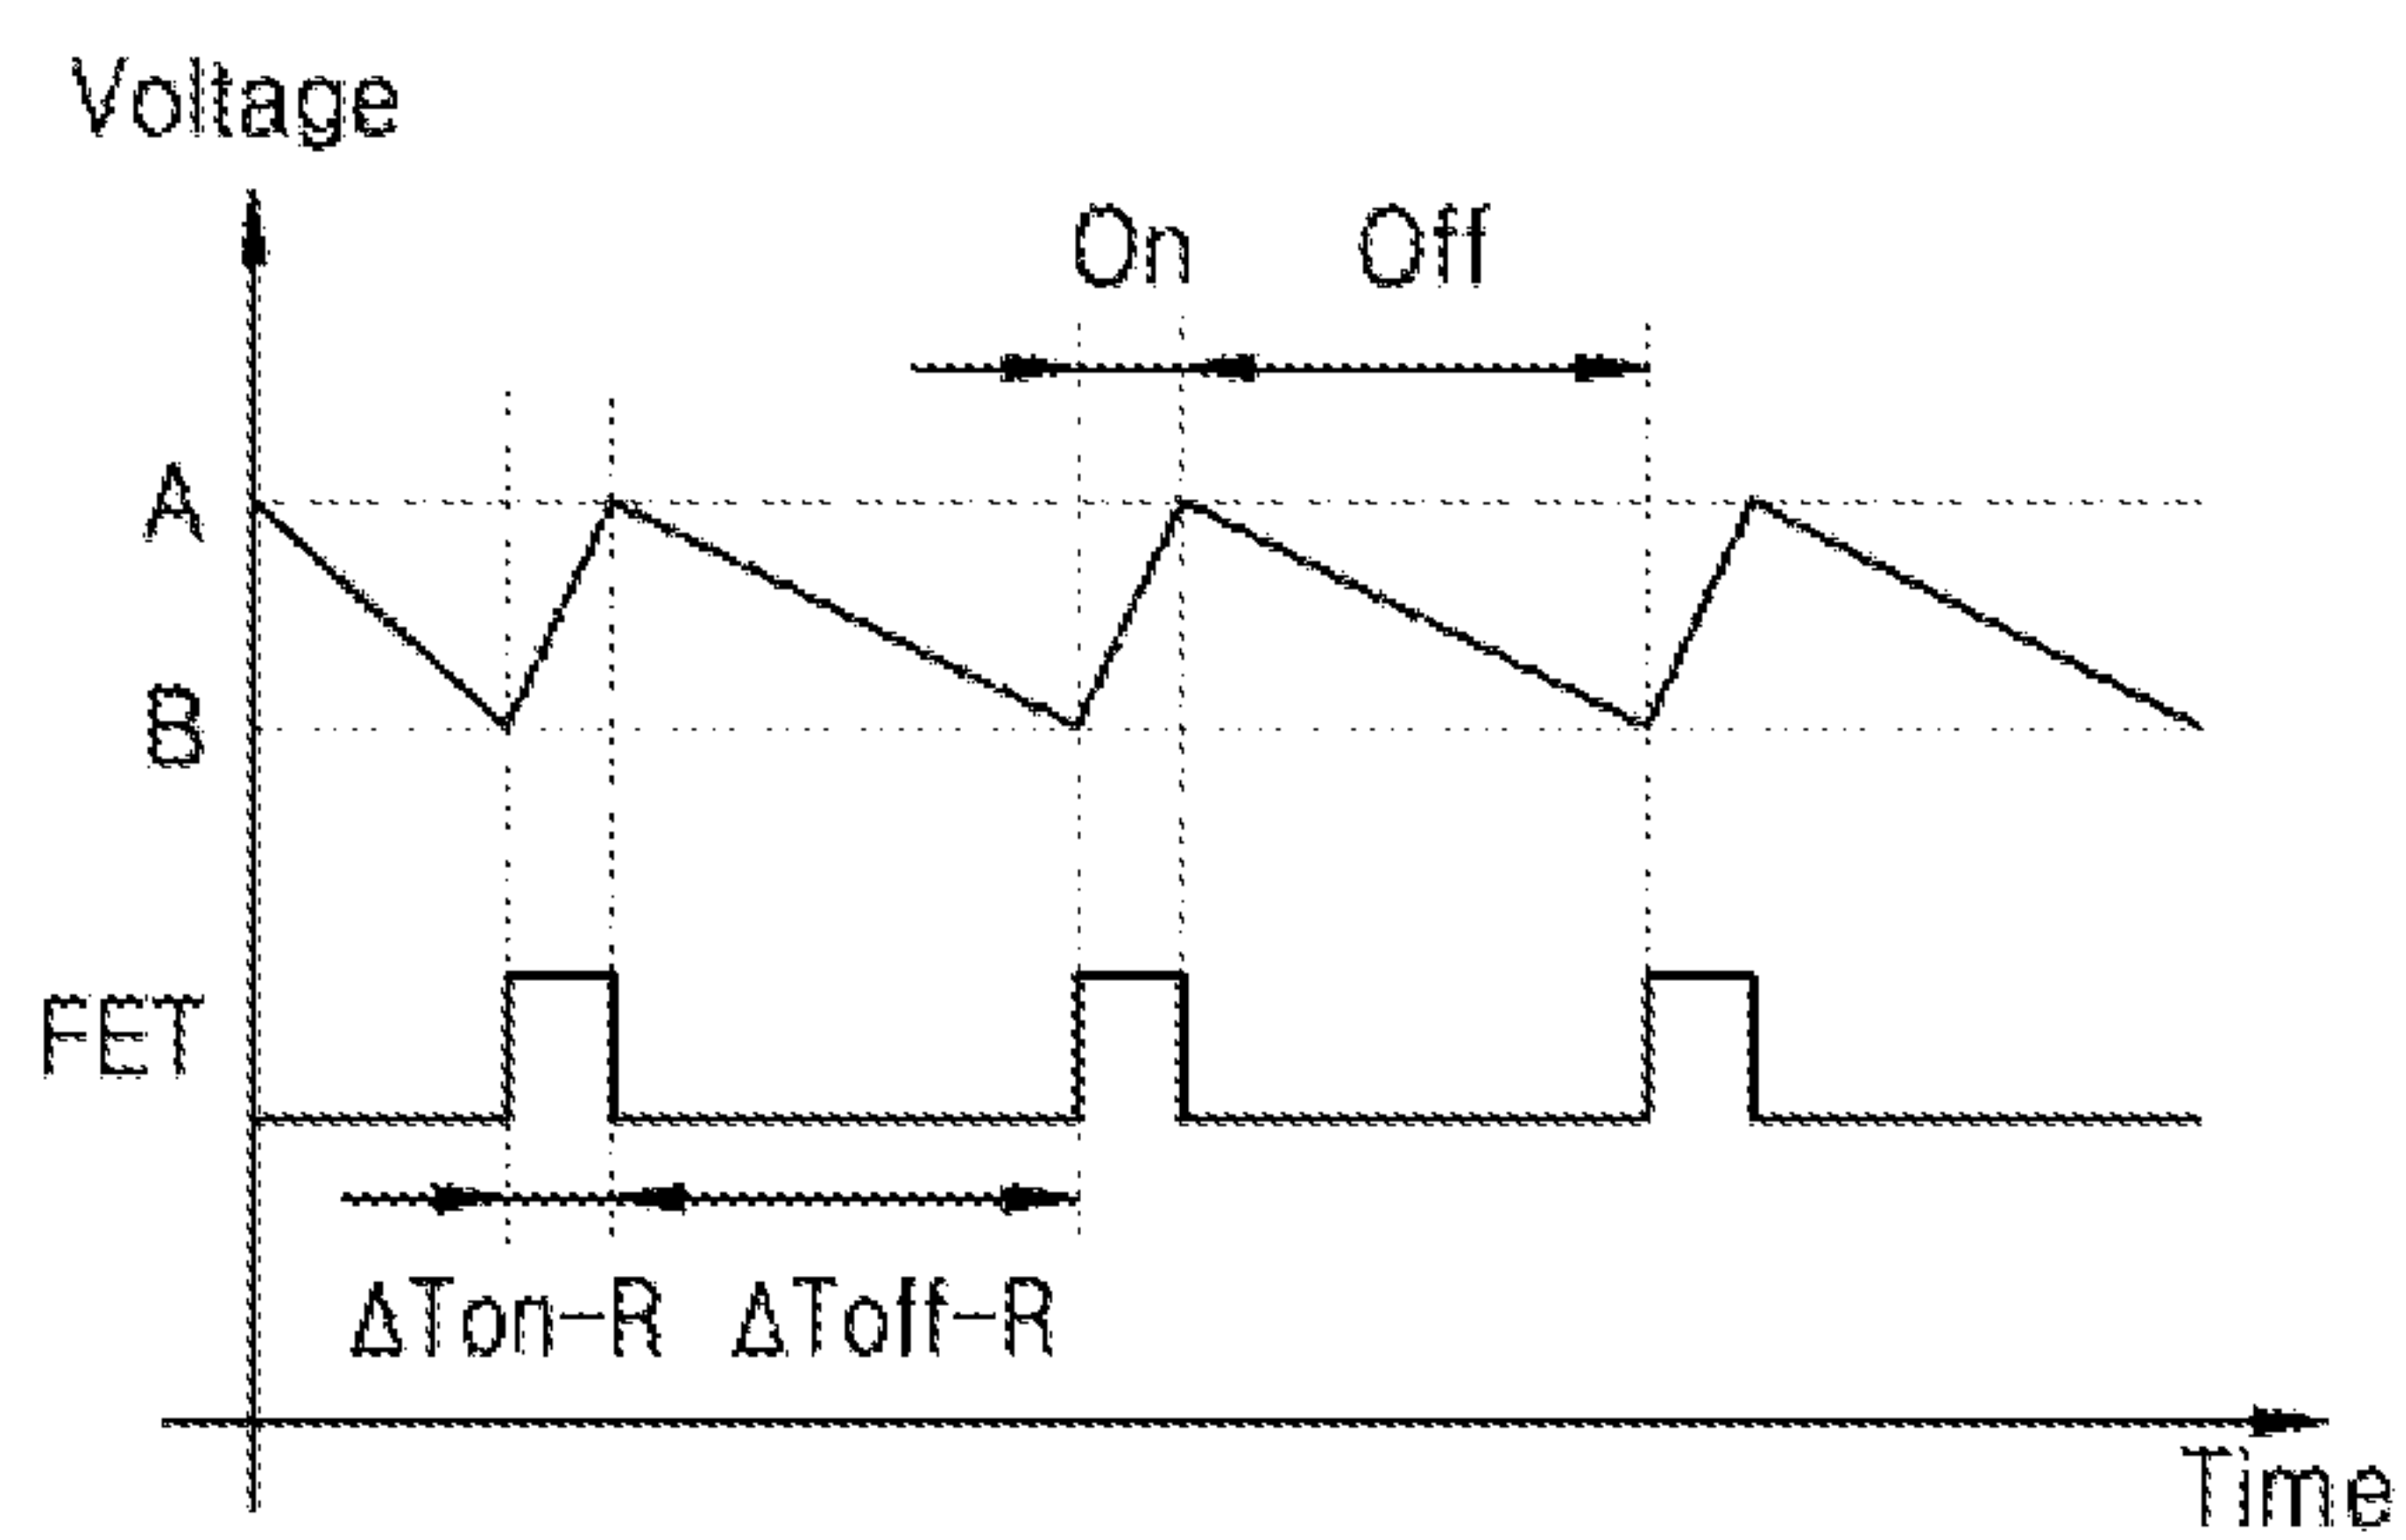 Voltage
On Off
A
B
FET
ΔTon-R ΔToff-R
Time